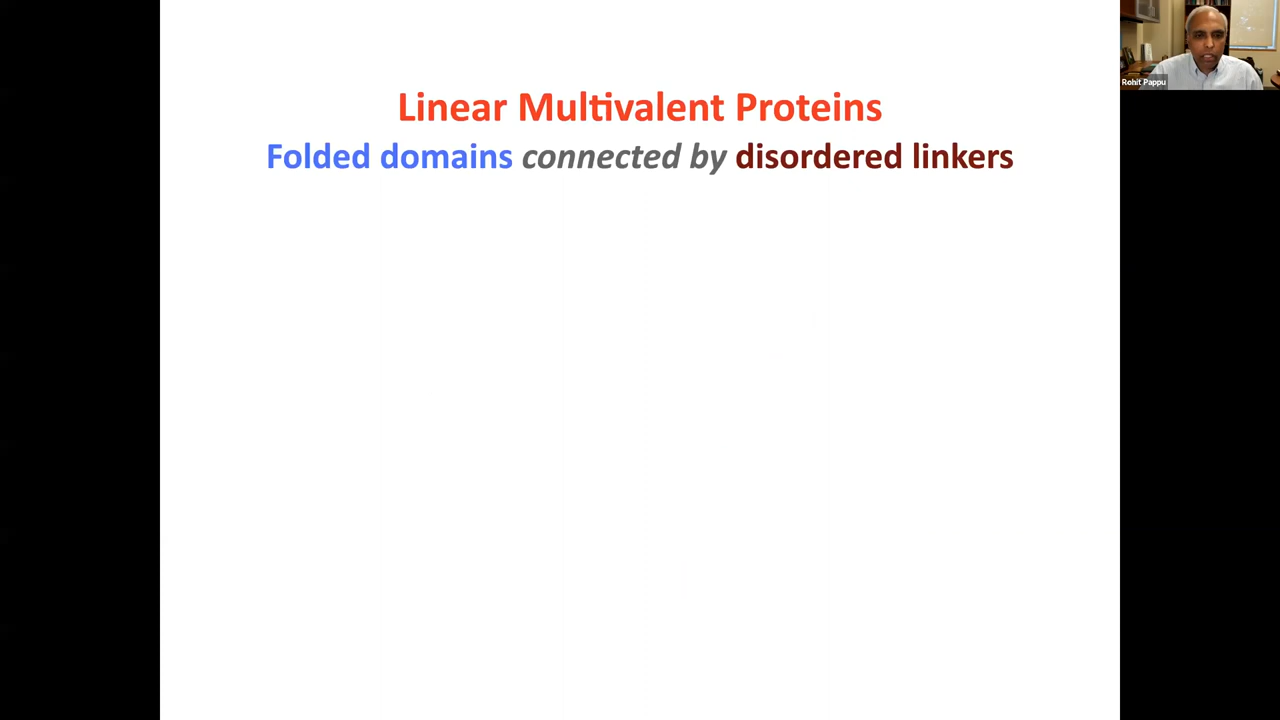 Linear Multivalent Proteins
Folded domains connected by disordered linkers
Rohit Pappu